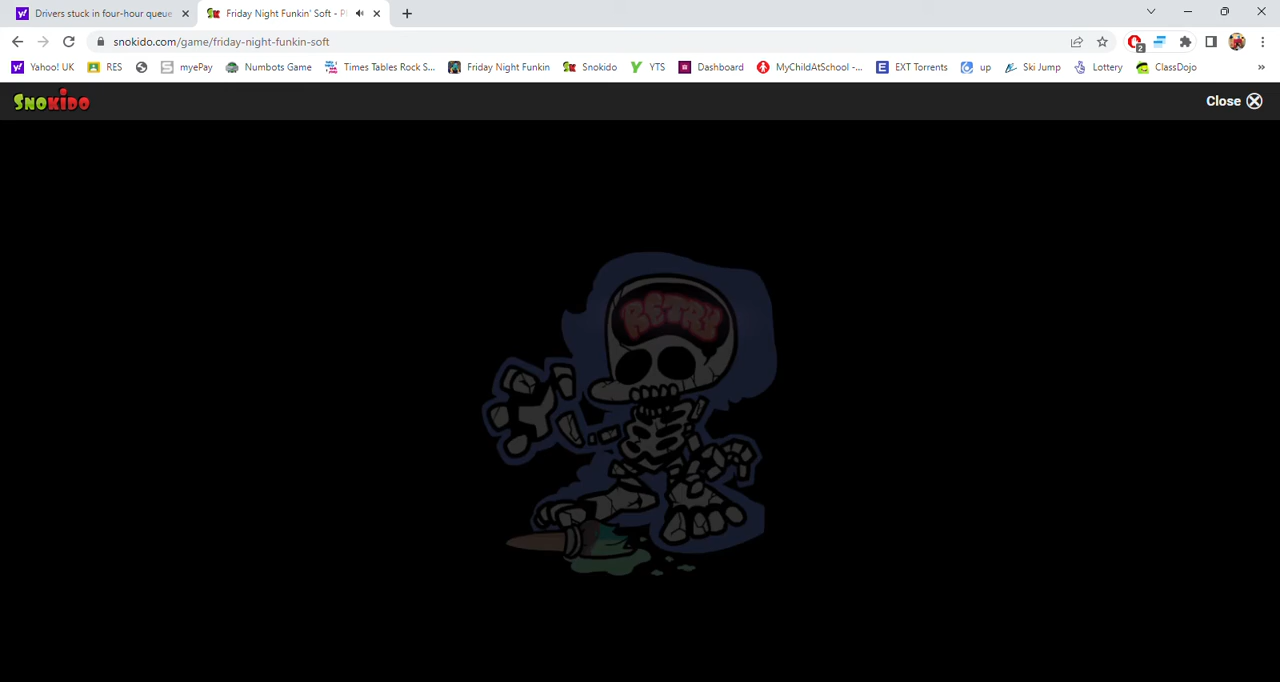 Drivers stuck in four-hour queue
Friday Night Funkin' Soft - P
snokido.com/game/friday-night-funkin-soft
2
Yahoo! UK RES myePay Numbots Game Times Tables Rock S... Friday Night Funkin Snokido YTS Dashboard MyChildAtSchool -... EXT Torrents up Ski Jump Lottery ClassDojo »
SNOKIDO
Close
RETRY